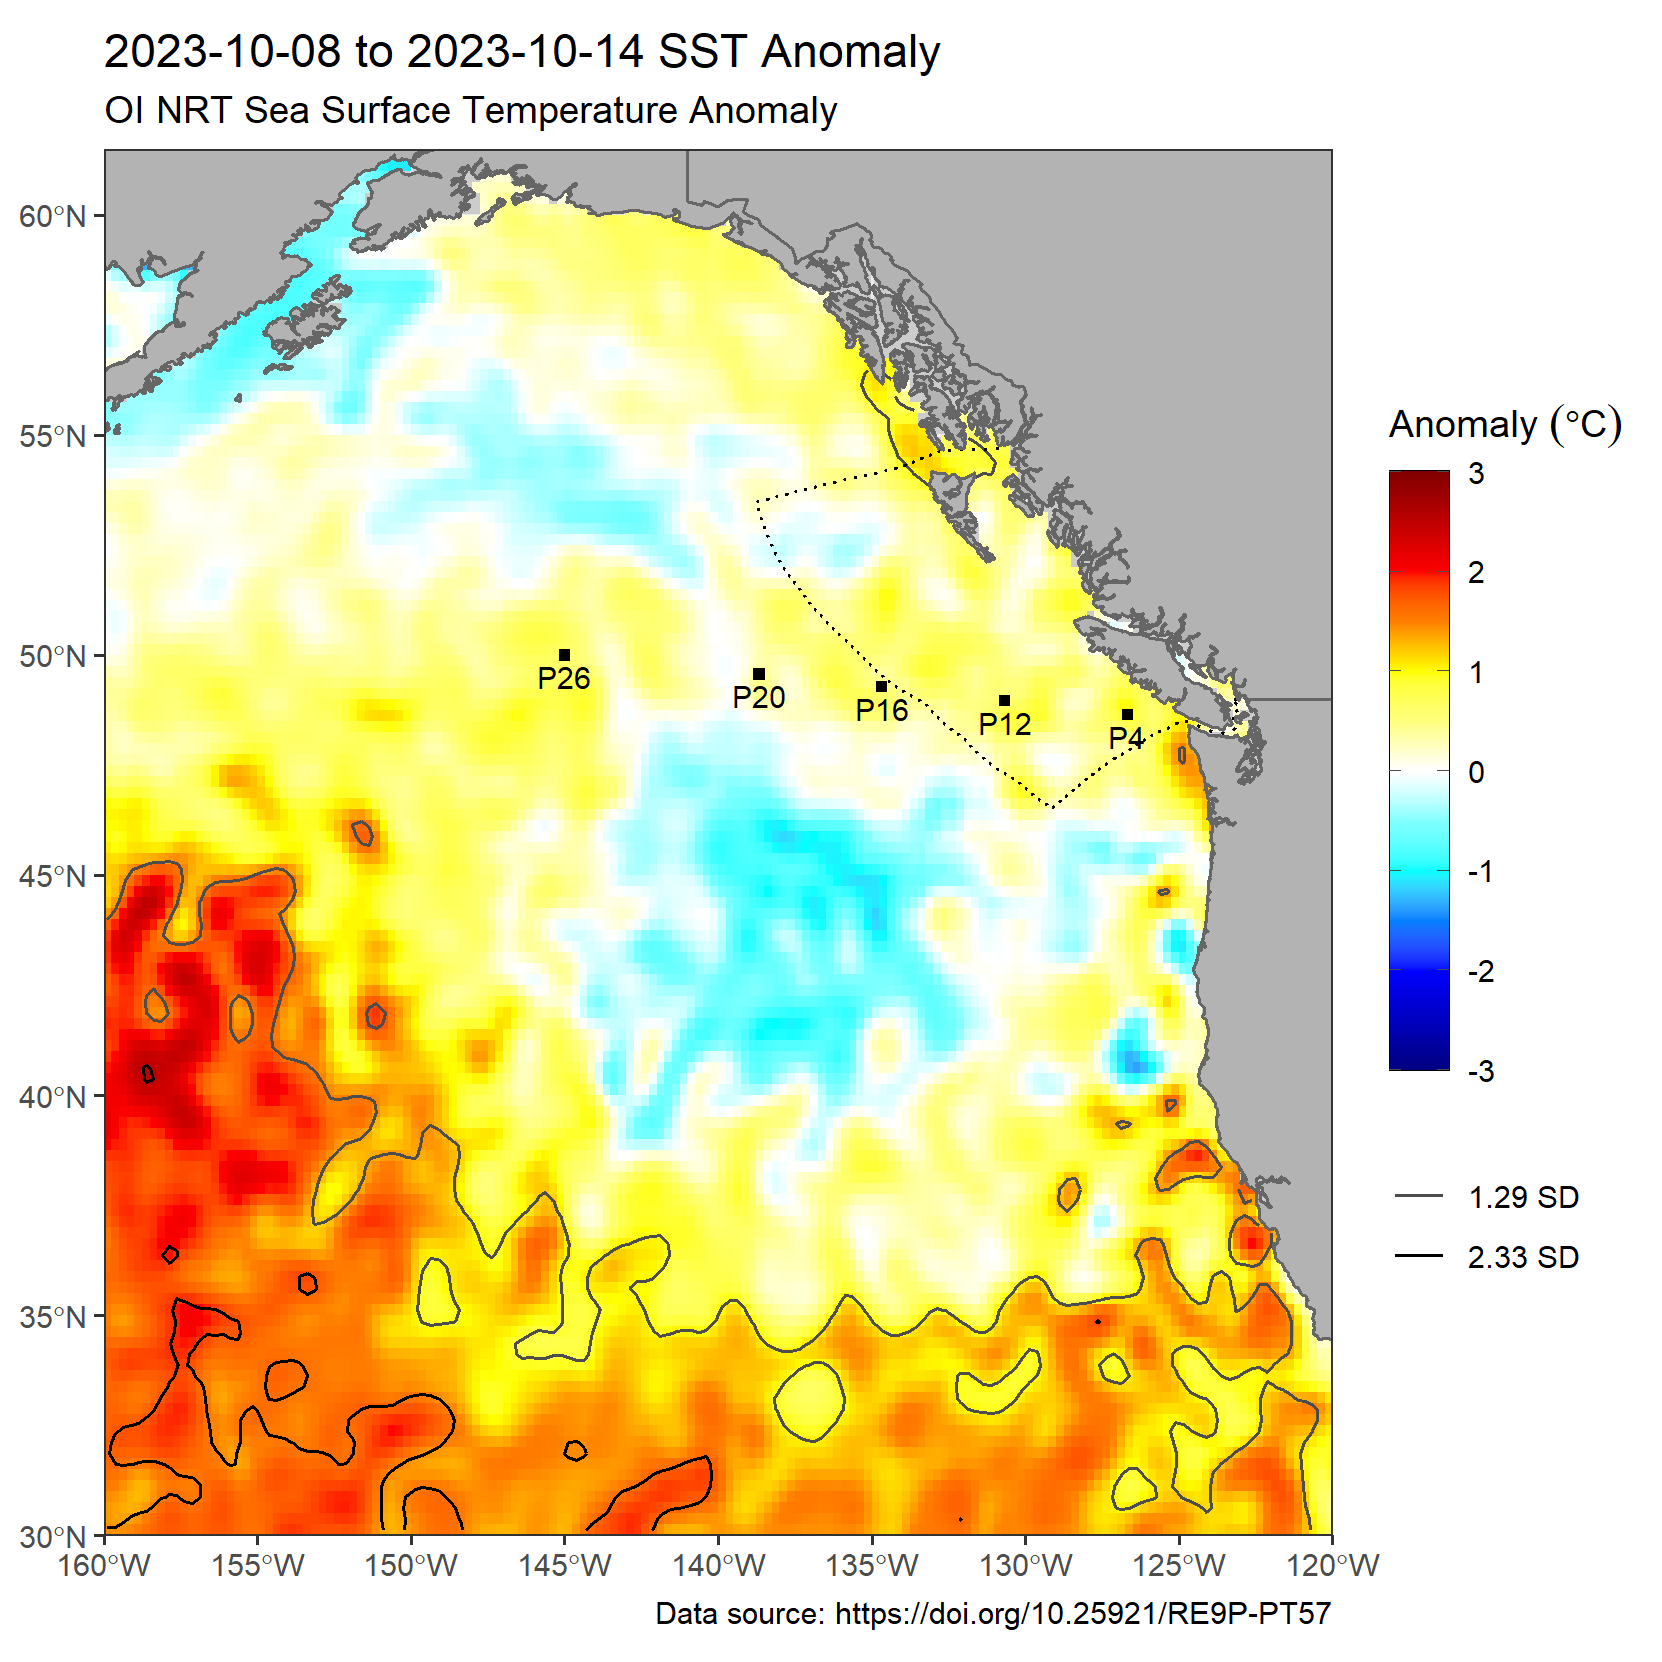 2023-10-08 to 2023-10-14 SST Anomaly
OI NRT Sea Surface Temperature Anomaly
60°N
55°N
50°N
45°N
40°N
35°N
30°N
P26
P20
P16
P12
P4
160°W 155°W 150°W 145°W 140°W 135°W 130°W 125°W 120°W
Anomaly (°C)
3
2
1
0
-1
-2
-3
1.29 SD
2.33 SD
Data source: https://doi.org/10.25921/RE9P-PT57